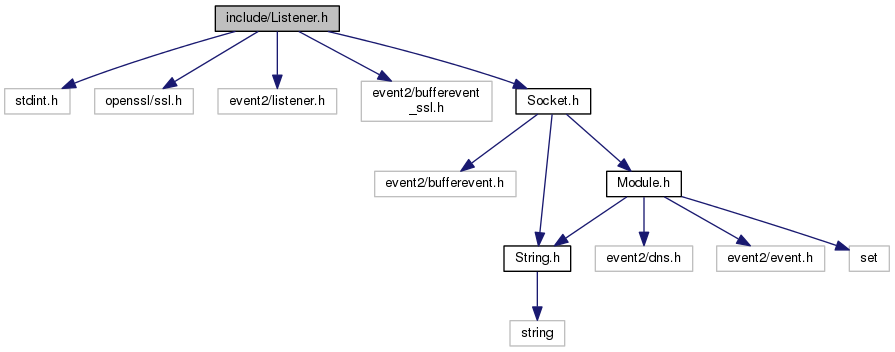 include/Listener.h
stdint.h
openssl/ssl.h
event2/listener.h
event2/bufferevent
_ssl.h
Socket.h
event2/bufferevent.h
Module.h
String.h
event2/dns.h
event2/event.h
set
string